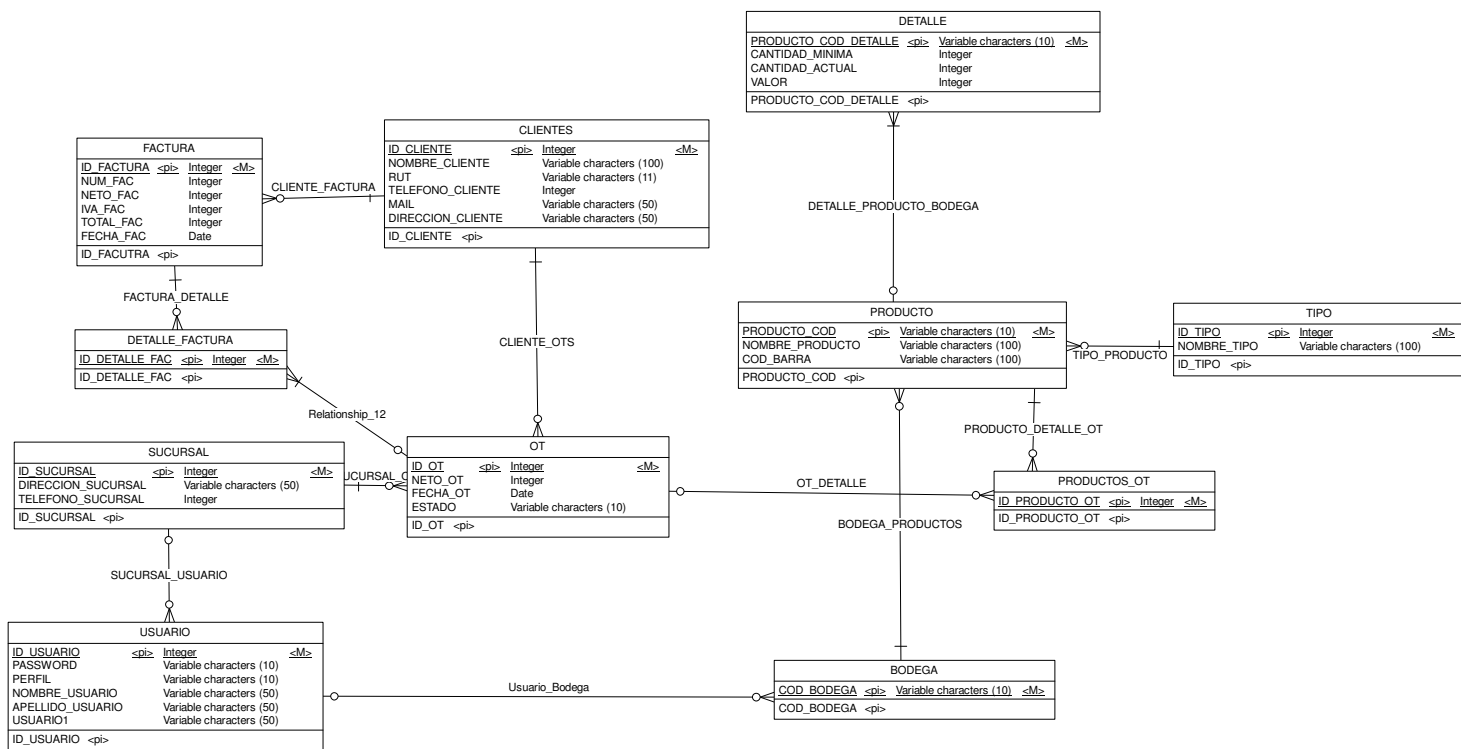 DETALLE
PRODUCTO_COD_DETALLE <pi> Variable characters (10) <M>
CANTIDAD_MINIMA Integer
CANTIDAD_ACTUAL Integer
VALOR Integer
PRODUCTO_COD_DETALLE <pi>
CLIENTES
ID_CLIENTE <pi> Integer <M>
NOMBRE_CLIENTE Variable characters (100)
RUT Variable characters (11)
TELEFONO_CLIENTE Integer
MAIL Variable characters (50)
DIRECCION_CLIENTE Variable characters (50)
ID_CLIENTE <pi>
FACTURA
ID_FACTURA <pi> Integer <M>
NUM_FAC Integer
NETO_FAC Integer
IVA_FAC Integer
TOTAL_FAC Integer
FECHA_FAC Date
ID_FACUTRA <pi>
CLIENTE_FACTURA
DETALLE_PRODUCTO_BODEGA
FACTURA_DETALLE
DETALLE_FACTURA
ID_DETALLE_FAC <pi> Integer <M>
ID_DETALLE_FAC <pi>
CLIENTE_OTS
PRODUCTO
PRODUCTO_COD <pi> Variable characters (10) <M>
NOMBRE_PRODUCTO Variable characters (100)
COD_BARRA Variable characters (100)
PRODUCTO_COD <pi>
TIPO_PRODUCTO
TIPO
ID_TIPO <pi> Integer <M>
NOMBRE_TIPO Variable characters (100)
ID_TIPO <pi>
Relationship_12
PRODUCTO_DETALLE_OT
SUCURSAL
ID_SUCURSAL <pi> Integer <M>
DIRECCION_SUCURSAL Variable characters (50)
TELEFONO_SUCURSAL Integer
ID_SUCURSAL <pi>
OT
ID_OT <pi> Integer <M>
NETO_OT Integer
FECHA_OT Date
ESTADO Variable characters (10)
ID_OT <pi>
OT_DETALLE
PRODUCTOS_OT
ID_PRODUCTO_OT <pi> Integer <M>
ID_PRODUCTO_OT <pi>
BODEGA_PRODUCTOS
SUCURSAL_USUARIO
USUARIO
ID_USUARIO <pi> Integer <M>
PASSWORD Variable characters (10)
PERFIL Variable characters (10)
NOMBRE_USUARIO Variable characters (50)
APELLIDO_USUARIO Variable characters (50)
USUARIO1 Variable characters (50)
ID_USUARIO <pi>
Usuario_Bodega
BODEGA
COD_BODEGA <pi> Variable characters (10) <M>
COD_BODEGA <pi>